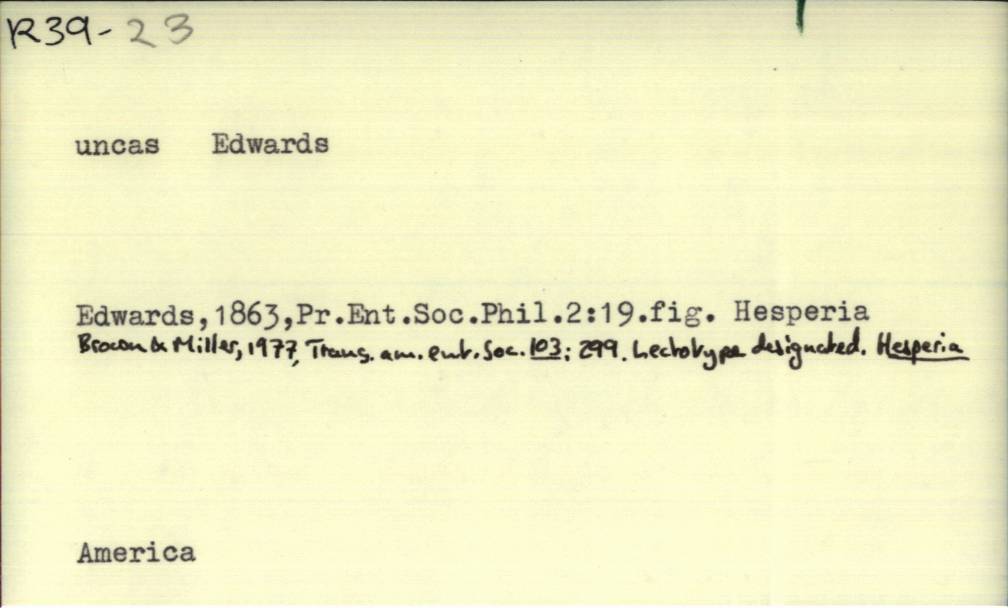 R39-23
uncas Edwards
Edwards,1863,Pr.Ent.Soc.Phil.2:19.fig. Hesperia
Brown & Miller, 1977, Trans. am. ent. Soc. 103: 299. Lectotype designated. Hesperia
America